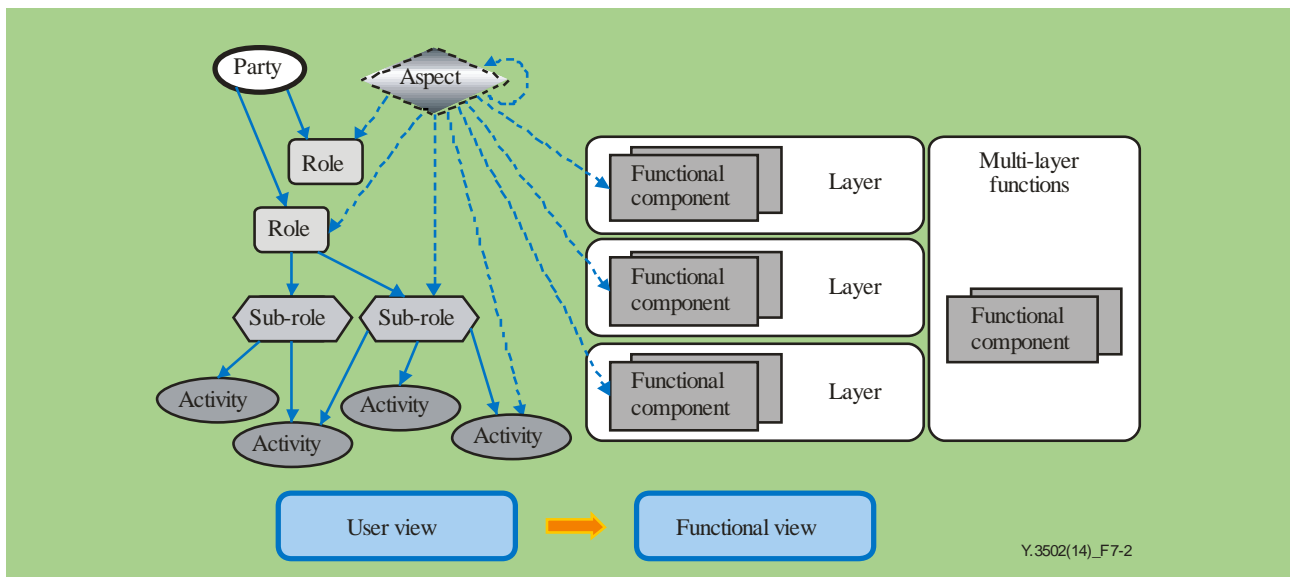 Party
Aspect
Role
Role
Sub-role
Sub-role
Activity
Activity
Activity
Activity
Functional
component
Layer
Functional
component
Layer
Functional
component
Layer
Multi-layer
functions
Functional
component
User view
Functional view
Y.3502(14)_F7-2